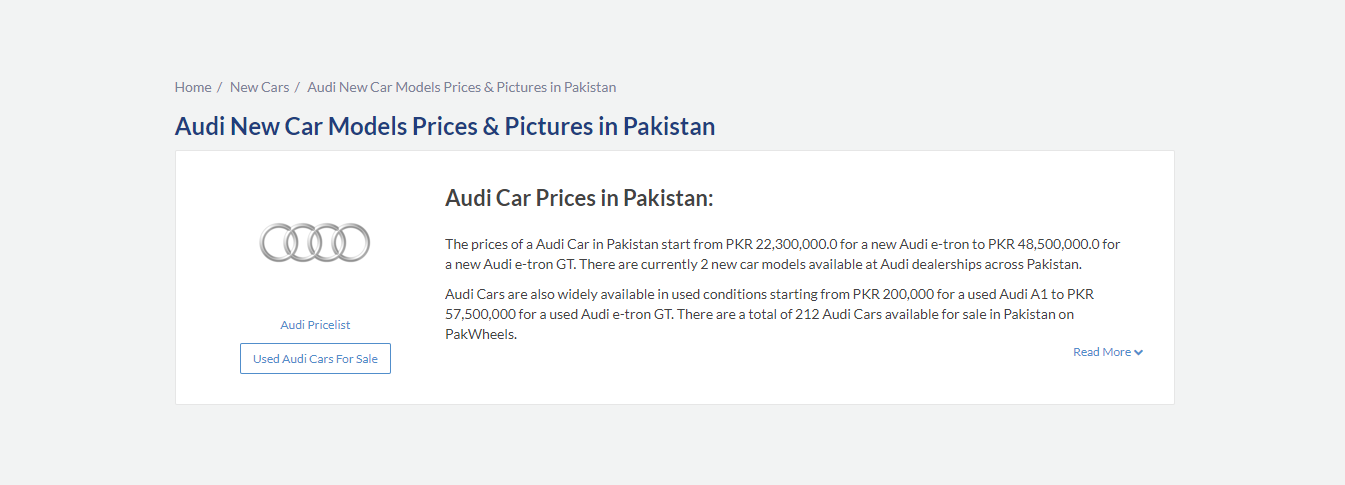 Home / New Cars / Audi New Car Models Prices & Pictures in Pakistan
Audi New Car Models Prices & Pictures in Pakistan
Audi Car Prices in Pakistan:
The prices of a Audi Car in Pakistan start from PKR 22,300,000.0 for a new Audi e-tron to PKR 48,500,000.0 for
a new Audi e-tron GT. There are currently 2 new car models available at Audi dealerships across Pakistan.
Audi Cars are also widely available in used conditions starting from PKR 200,000 for a used Audi A1 to PKR
57,500,000 for a used Audi e-tron GT. There are a total of 212 Audi Cars available for sale in Pakistan on
PakWheels.
Read More
Audi Pricelist
Used Audi Cars For Sale